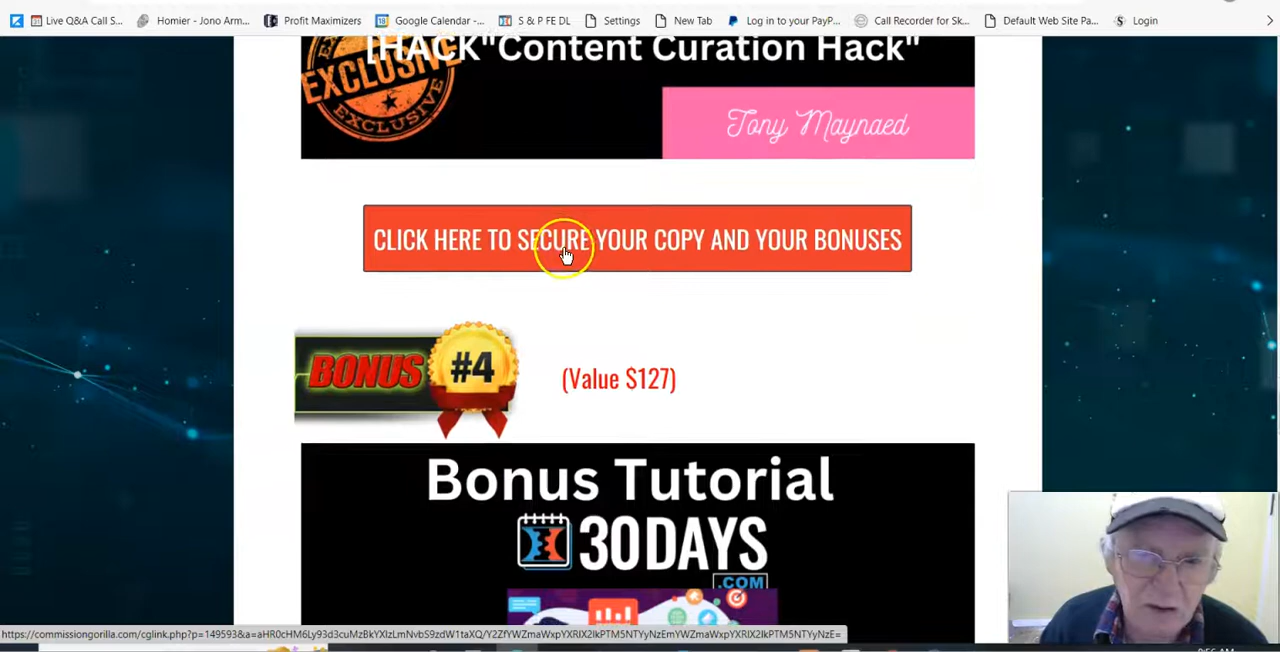 Live Q&A Call S... Homier - Jono Arm... Profit Maximizers Google Calendar -... S & P FE DL Settings New Tab Log in to your PayP... Call Recorder for Sk... Default Web Site Pa... Login
[HACK"Content Curation Hack"
EXCLUSIVE
EXCLUSIVE
Tony Maynaed
CLICK HERE TO SECURE YOUR COPY AND YOUR BONUSES
BONUS #4 (Value $127)
Bonus Tutorial
30DAYS
.COM